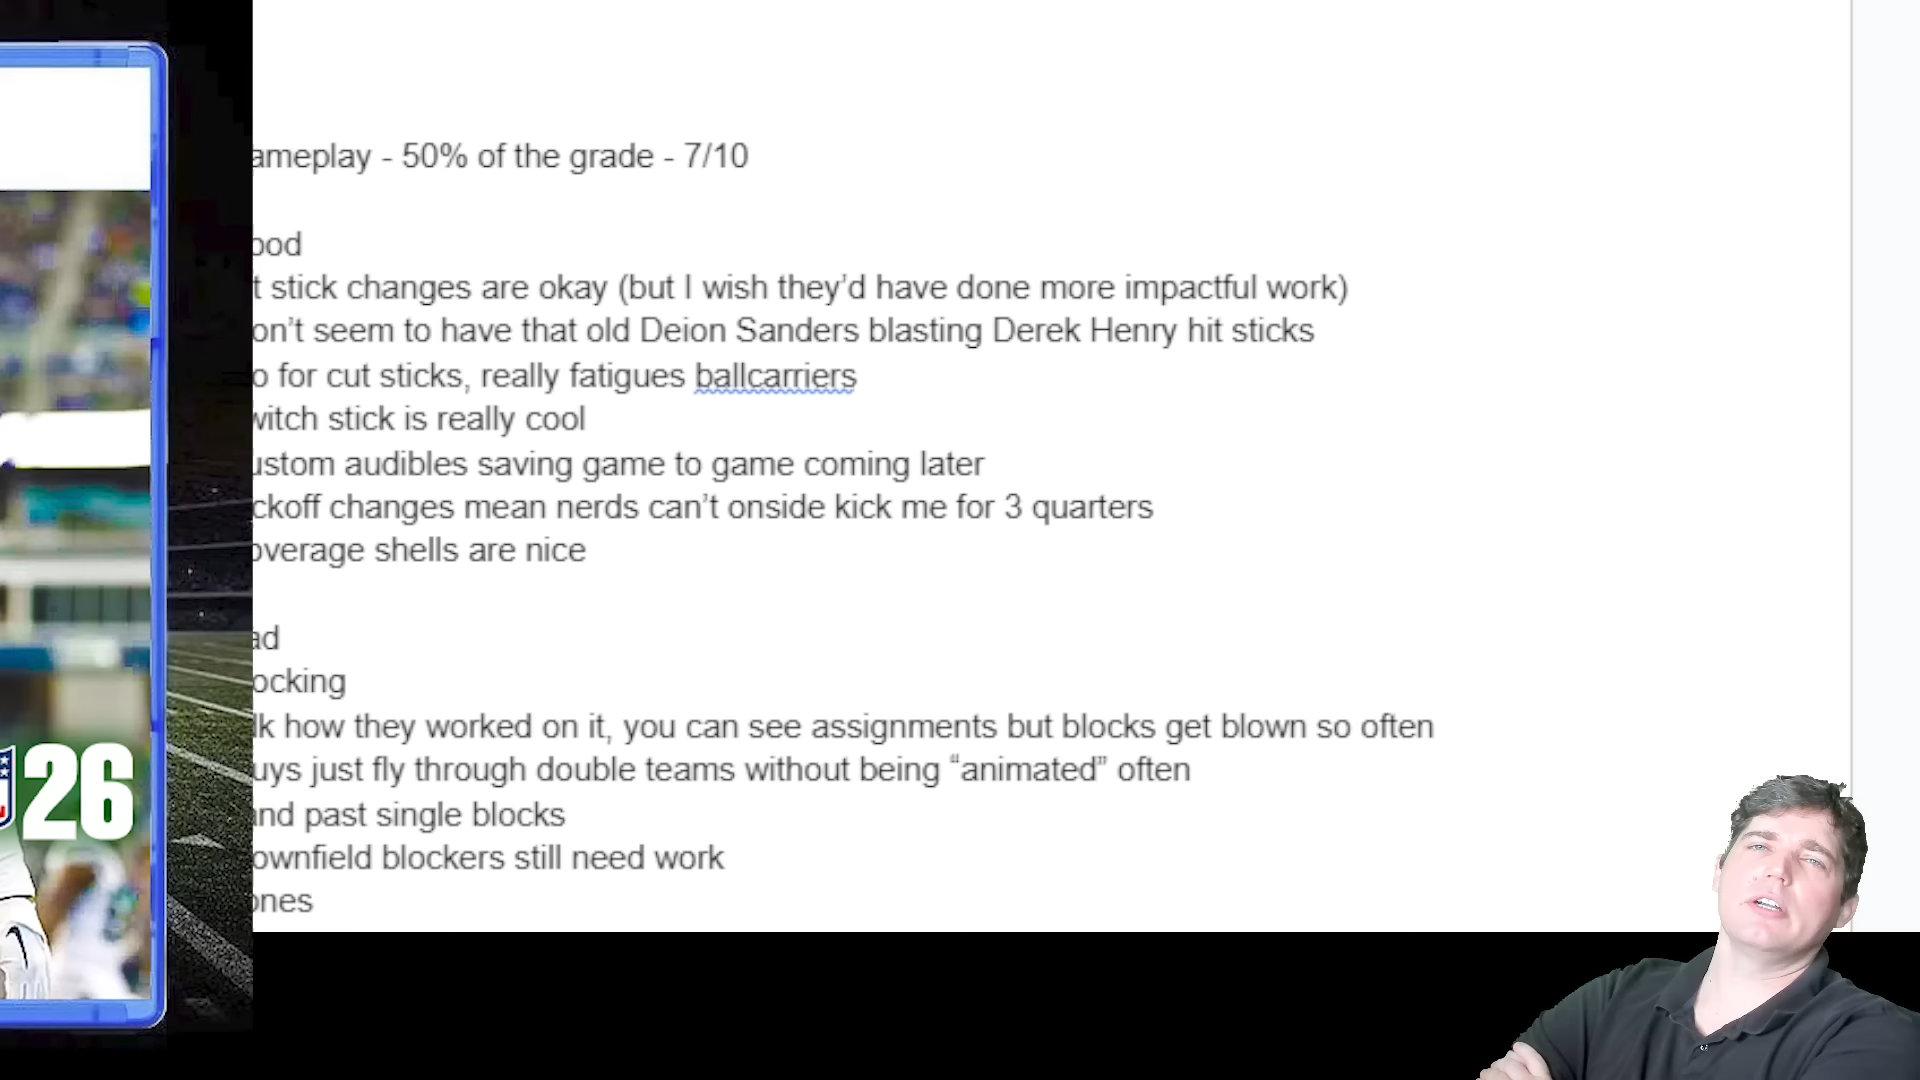 ameplay - 50% of the grade - 7/10
ood
t stick changes are okay (but I wish they'd have done more impactful work)
on't seem to have that old Deion Sanders blasting Derek Henry hit sticks
o for cut sticks, really fatigues ballcarriers
witch stick is really cool
ustom audibles saving game to game coming later
ckoff changes mean nerds can't onside kick me for 3 quarters
overage shells are nice
ad
ocking
lk how they worked on it, you can see assignments but blocks get blown so often
uys just fly through double teams without being “animated” often
and past single blocks
ownfield blockers still need work
ones
26